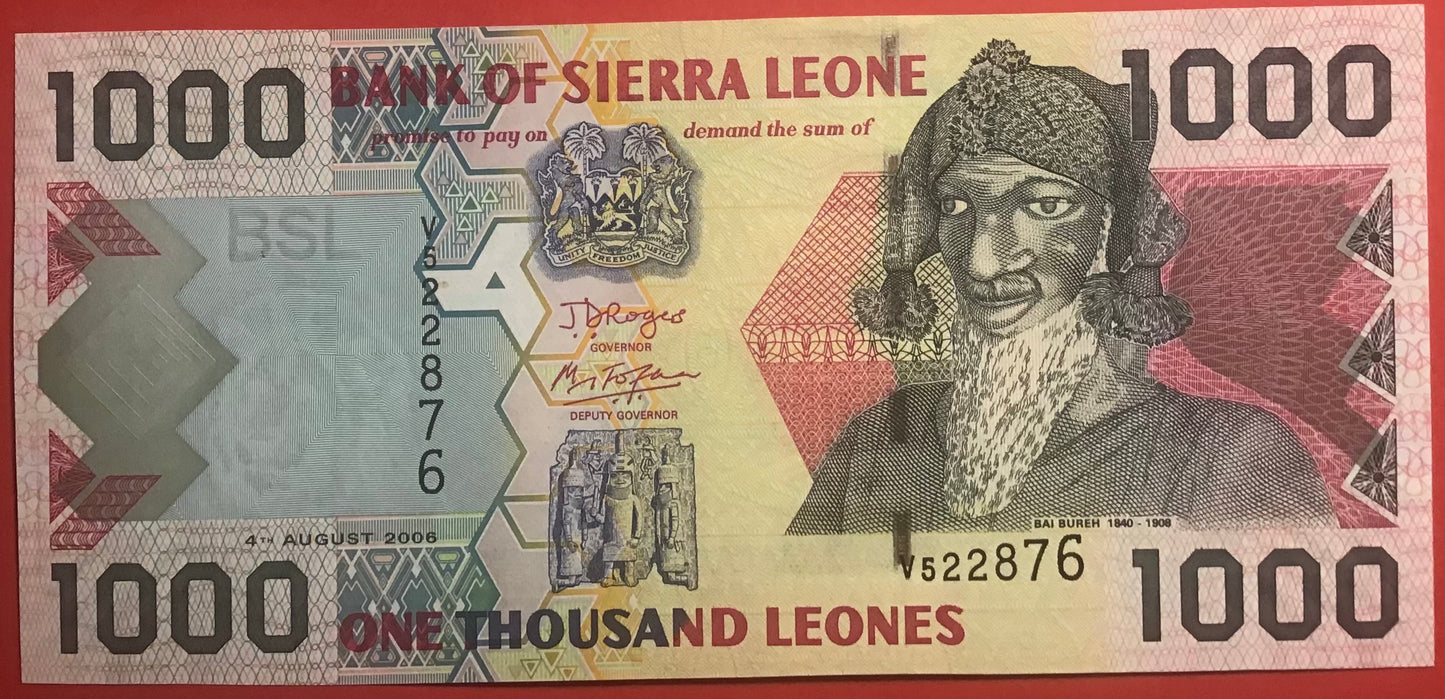 1000
BANK OF SIERRA LEONE
1000
promise to pay on demand the sum of
BSL
V522876
UNITY FREEDOM JUSTICE
J D Rogers
GOVERNOR
DEPUTY GOVERNOR
BAI BUREH 1840 - 1908
4TH AUGUST 2006
V522876
1000
ONE THOUSAND LEONES
1000